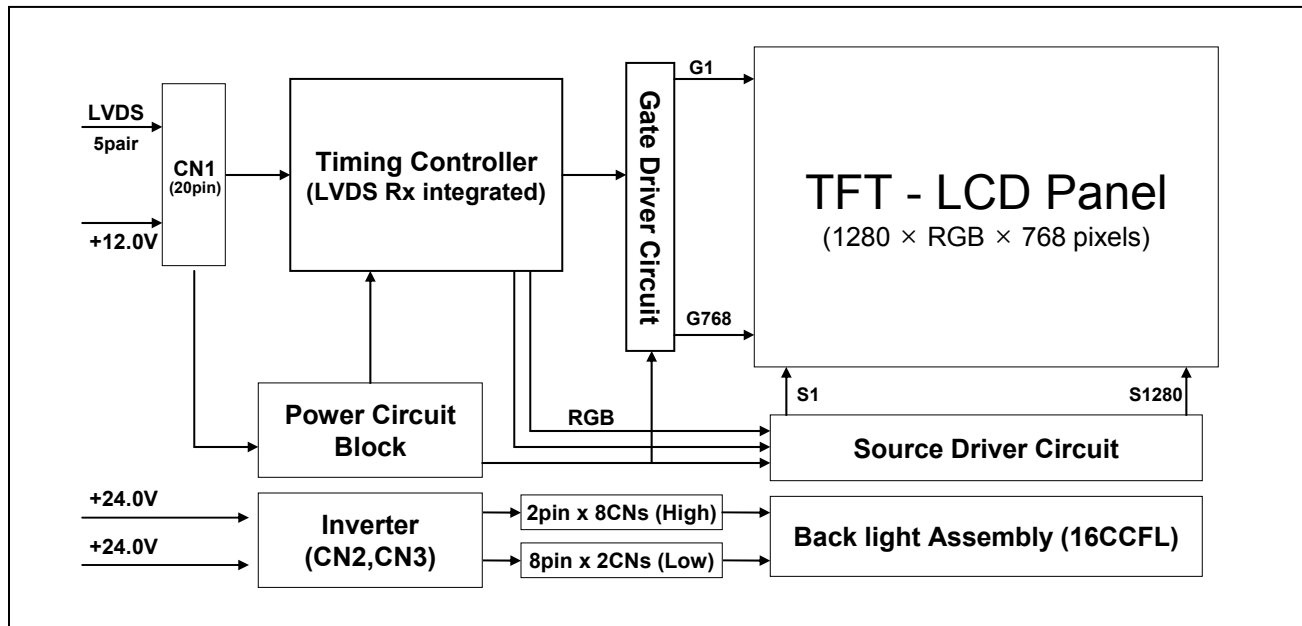 LVDS
5pair
+12.0V
CN1
(20pin)
Timing Controller
(LVDS Rx integrated)
Gate Driver Circuit
G1
G768
TFT - LCD Panel
(1280 × RGB × 768 pixels)
S1
S1280
Power Circuit
Block
RGB
Source Driver Circuit
+24.0V
+24.0V
Inverter
(CN2,CN3)
2pin x 8CNs (High)
8pin x 2CNs (Low)
Back light Assembly (16CCFL)